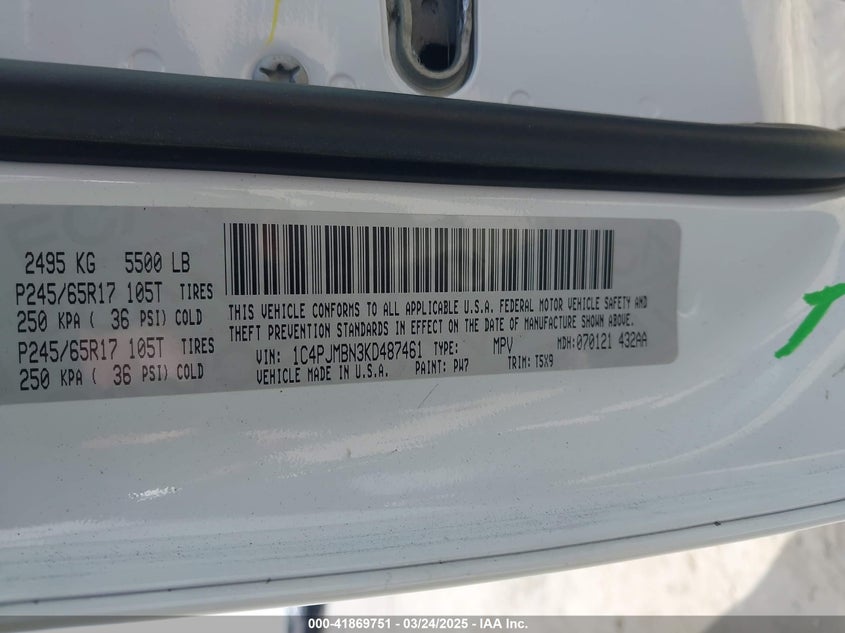 2495 KG 5500 LB
P245/65R17 105T TIRES
250 KPA ( 36 PSI) COLD
P245/65R17 105T TIRES
250 KPA ( 36 PSI) COLD
THIS VEHICLE CONFORMS TO ALL APPLICABLE U.S.A. FEDERAL MOTOR VEHICLE SAFETY AND
THEFT PREVENTION STANDARDS IN EFFECT ON THE DATE OF MANUFACTURE SHOWN ABOVE.
VIN: 1C4PJMBN3KD487461 TYPE: MPV MDH:070121 432AA
VEHICLE MADE IN U.S.A. PAINT: PW7 TRIM: T5X9
000-41869751 / 03/24/2025 - IAA Inc.